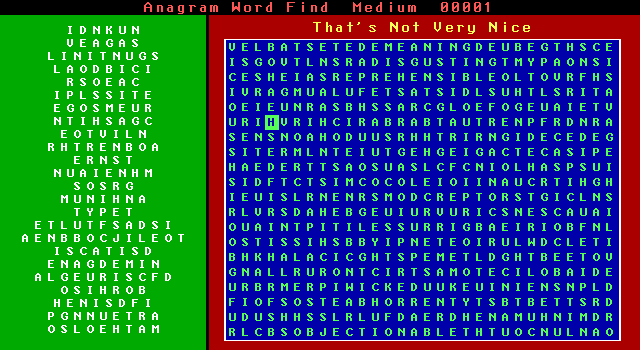 Anagram Word Find  Medium  00001
IDNKUN
VEAGAS
LINITNUGS
LAODBICI
RSOEAC
IPLSSITE
EGOSMEUR
NTIHSAGC
EOTVILN
RHTRENBOA
ERNST
NUAIENHM
SOSRG
MUNIHNA
TYPET
ETLUTFSADSI
AENBBOCJILEOT
ISCATISD
ENAGDEMIN
ALGEURISCFD
OSIHROB
HENISDFI
PGNNUETRA
OSLOEHTAM
That's Not Very Nice
VELBATSETEDEMEANINGDEUBEGTHSCE
ISGOVTLNSRADISGUSTINGTMYPAONSI
CESHEIASREPREHENSIBLEOLTOVRFHS
IVRAGMUALUFETSATSIDLSUHTLSRITA
OEIEUNRASBHSSARCGLOEFOGEUAIETV
URIHVRIHCIRABRABTAUTRENPFRDNRA
SENSNOAHODUUSRHHTRIRNGIDECEDEG
SITERMLNTEIUTGEHGEIGACTECASIPE
HAEDERTTSAOSUASLCFCNIOLHASPSUI
SIDFTCTSIMCOCOLEIOIINAUCRTIHGH
IEUISLRNENRSMODCREPTORSTGICLNS
RLVRSDAHEBGEUIURVURICSNESCAUAI
OUAINTPITILESSURRIGBAEIRIOBFNL
OSTISSIHSBBYIPNETEOIRULWDCLETI
BHKHALACICGHTSPEMETLDGHTBEETOV
GNALLRURONTCIRTSAMOTECILOBAIDE
URBRMERPIWICKEDUUKEUINIENSNPLD
FIOFSOSTEABHORRENTYTSBTBETTSRD
UDUSHHSSLRLUFDAERDHENAMUHNIMDR
RLCBSOBJECTIONABLETHTUOCNULNAO